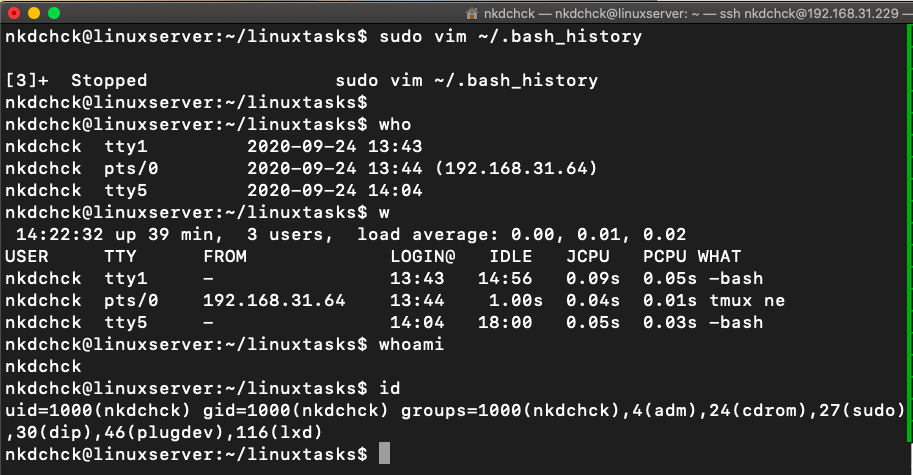 nkdchck — nkdchck@linuxserver: ~ — ssh nkdchck@192.168.31.229 —
nkdchck@linuxserver:~/linuxtasks$ sudo vim ~/.bash_history
[3]+  Stopped                 sudo vim ~/.bash_history
nkdchck@linuxserver:~/linuxtasks$
nkdchck@linuxserver:~/linuxtasks$ who
nkdchck  tty1         2020-09-24 13:43
nkdchck  pts/0        2020-09-24 13:44 (192.168.31.64)
nkdchck  tty5         2020-09-24 14:04
nkdchck@linuxserver:~/linuxtasks$ w
 14:22:32 up 39 min,  3 users,  load average: 0.00, 0.01, 0.02
USER     TTY      FROM             LOGIN@   IDLE   JCPU   PCPU WHAT
nkdchck  tty1     -                13:43   14:56   0.09s  0.05s -bash
nkdchck  pts/0    192.168.31.64    13:44    1.00s  0.04s  0.01s tmux ne
nkdchck  tty5     -                14:04   18:00   0.05s  0.03s -bash
nkdchck@linuxserver:~/linuxtasks$ whoami
nkdchck
nkdchck@linuxserver:~/linuxtasks$ id
uid=1000(nkdchck) gid=1000(nkdchck) groups=1000(nkdchck),4(adm),24(cdrom),27(sudo)
,30(dip),46(plugdev),116(lxd)
nkdchck@linuxserver:~/linuxtasks$